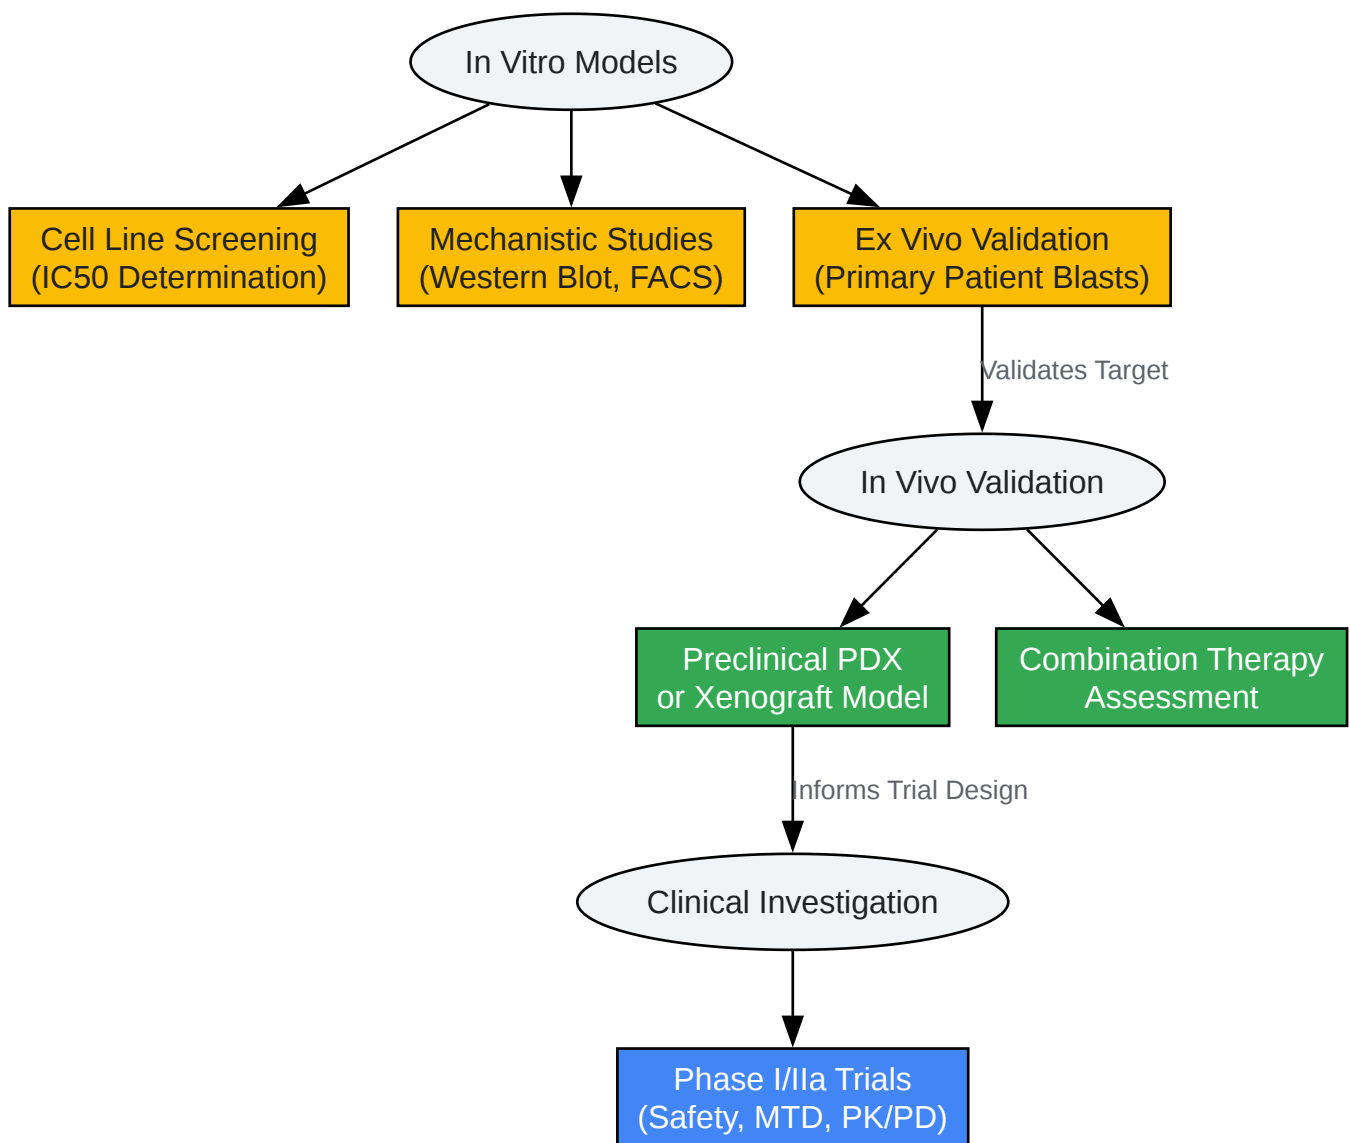 In Vitro Models
Cell Line Screening
(IC50 Determination)
Mechanistic Studies
(Western Blot, FACS)
Ex Vivo Validation
(Primary Patient Blasts)
Validates Target
In Vivo Validation
Preclinical PDX
or Xenograft Model
Combination Therapy
Assessment
Informs Trial Design
Clinical Investigation
Phase I/IIa Trials
(Safety, MTD, PK/PD)